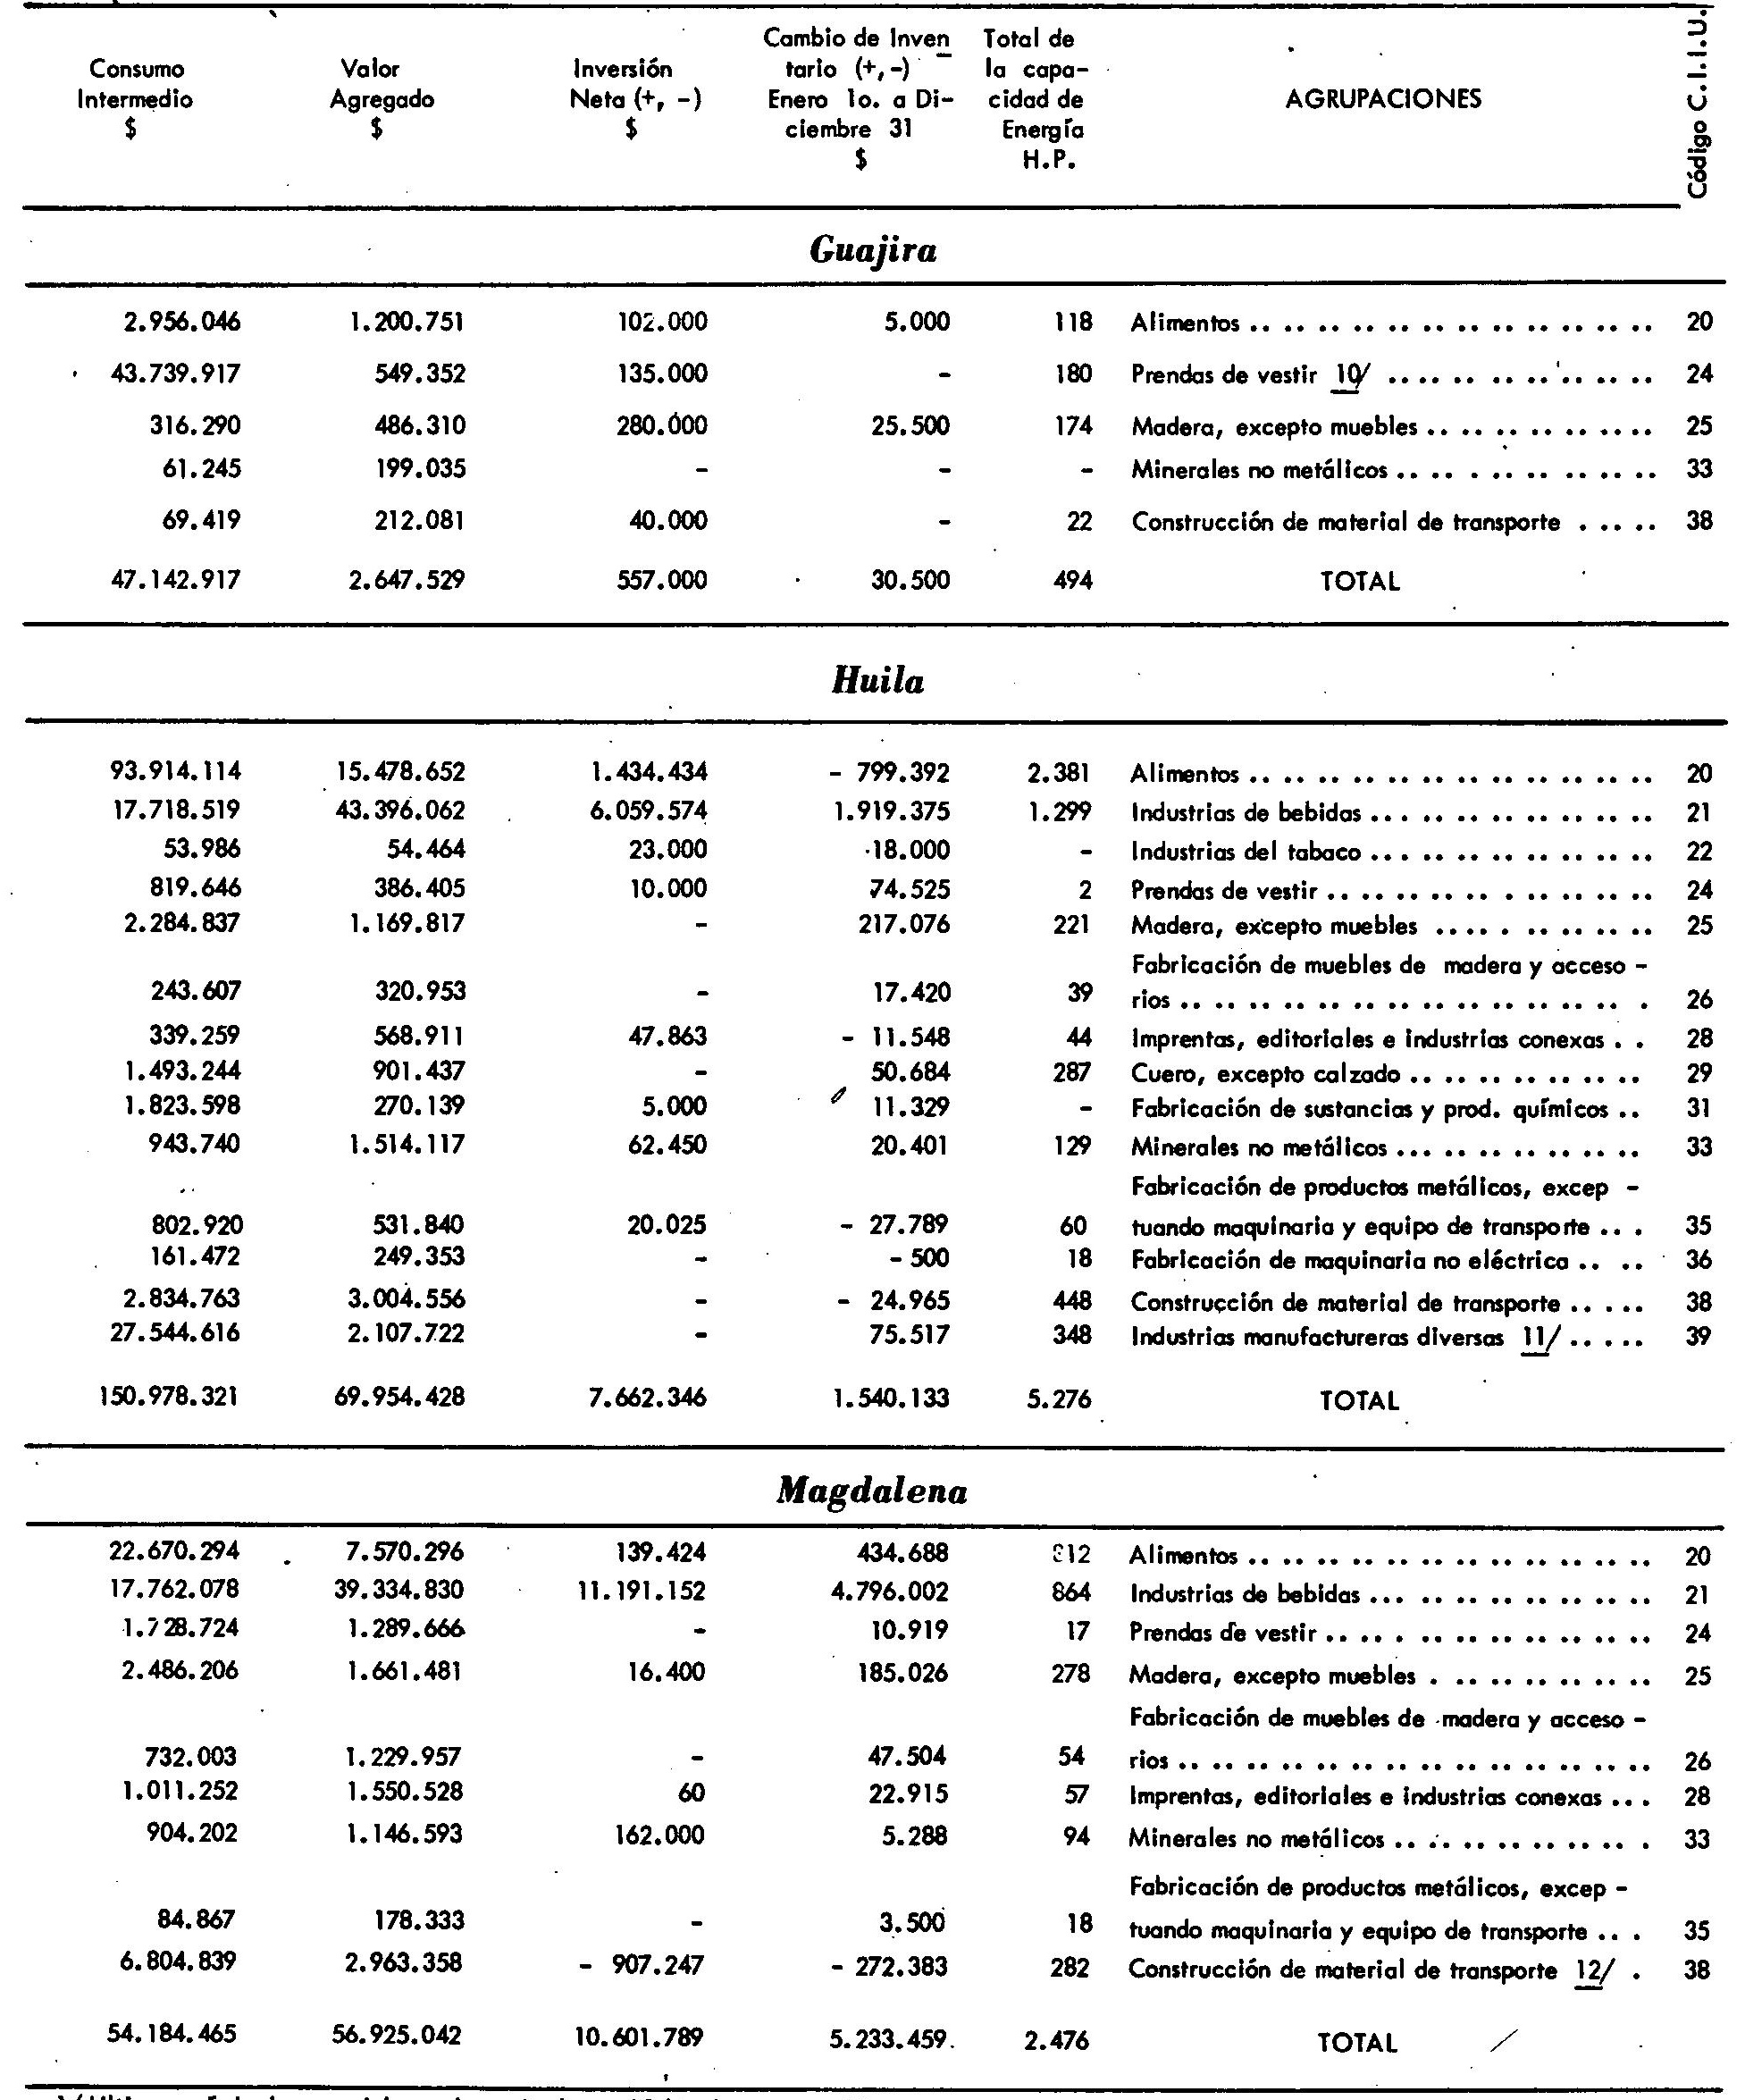 Consumo Intermedio $ Valor Agregado $ Inversión Neta (+, -) $ Cambio de Inventario (+,-) Enero 1o. a Diciembre 31 $ Total de la capacidad de Energía H.P. AGRUPACIONES Código C.I.I.U.
Guajira
2.956.046 1.200.751 102.000 5.000 118 Alimentos 20
43.739.917 549.352 135.000 - 180 Prendas de vestir 10/ 24
316.290 486.310 280.000 25.500 174 Madera, excepto muebles 25
61.245 199.035 - - - Minerales no metálicos 33
69.419 212.081 40.000 - 22 Construcción de material de transporte 38
47.142.917 2.647.529 557.000 30.500 494 TOTAL
Huila
93.914.114 15.478.652 1.434.434 - 799.392 2.381 Alimentos 20
17.718.519 43.396.062 6.059.574 1.919.375 1.299 Industrias de bebidas 21
53.986 54.464 23.000 18.000 - Industrias del tabaco 22
819.646 386.405 10.000 74.525 2 Prendas de vestir 24
2.284.837 1.169.817 - 217.076 221 Madera, excepto muebles 25
Fabricación de muebles de madera y acceso -
243.607 320.953 - 17.420 39 rios 26
339.259 568.911 47.863 - 11.548 44 Imprentas, editoriales e industrias conexas 28
1.493.244 901.437 - 50.684 287 Cuero, excepto calzado 29
1.823.598 270.139 5.000 11.329 - Fabricación de sustancias y prod. químicos 31
943.740 1.514.117 62.450 20.401 129 Minerales no metálicos 33
Fabricación de productos metálicos, excep -
802.920 531.840 20.025 - 27.789 60 tuando maquinaria y equipo de transporte 35
161.472 249.353 - - 500 18 Fabricación de maquinaria no eléctrica 36
2.834.763 3.004.556 - - 24.965 448 Construcción de material de transporte 38
27.544.616 2.107.722 - 75.517 348 Industrias manufactureras diversas 11/ 39
150.978.321 69.954.428 7.662.346 1.540.133 5.276 TOTAL
Magdalena
22.670.294 7.570.296 139.424 434.688 812 Alimentos 20
17.762.078 39.334.830 11.191.152 4.796.002 864 Industrias de bebidas 21
1.728.724 1.289.666 - 10.919 17 Prendas de vestir 24
2.486.206 1.661.481 16.400 185.026 278 Madera, excepto muebles 25
Fabricación de muebles de madera y acceso -
732.003 1.229.957 - 47.504 54 rios 26
1.011.252 1.550.528 60 22.915 57 Imprentas, editoriales e industrias conexas 28
904.202 1.146.593 162.000 5.288 94 Minerales no metálicos 33
Fabricación de productos metálicos, excep -
84.867 178.333 - 3.500 18 tuando maquinaria y equipo de transporte 35
6.804.839 2.963.358 - 907.247 - 272.383 282 Construcción de material de transporte 12/ 38
54.184.465 56.925.042 10.601.789 5.233.459 2.476 TOTAL